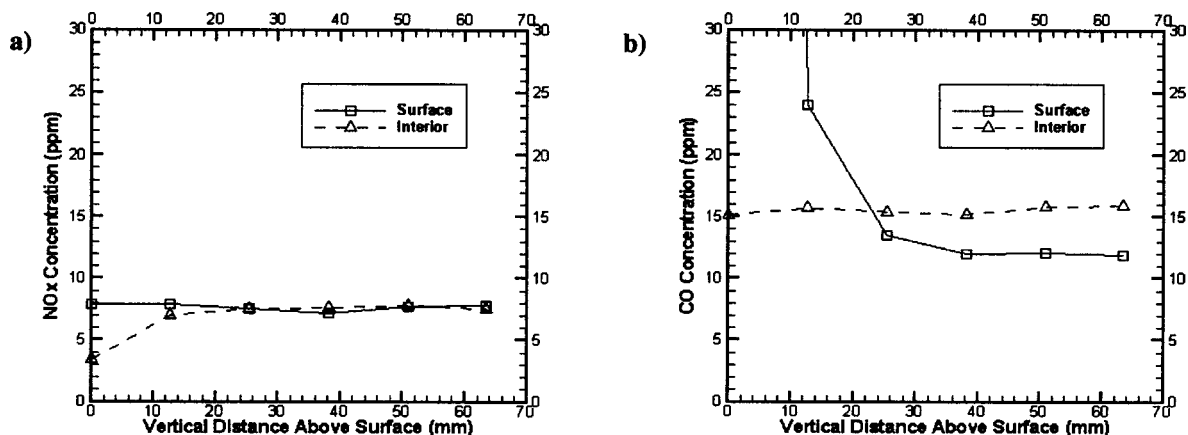 a)
0 10 20 30 40 50 60 70
30 30
25 25
20 20
15 15
10 10
5 5
0 0
NOx Concentration (ppm)
Surface
Interior
0 10 20 30 40 50 60 70
Vertical Distance Above Surface (mm)
b)
0 10 20 30 40 50 60 70
30 30
25 25
20 20
15 15
10 10
5 5
0 0
CO Concentration (ppm)
Surface
Interior
0 10 20 30 40 50 60 70
Vertical Distance Above Surface (mm)